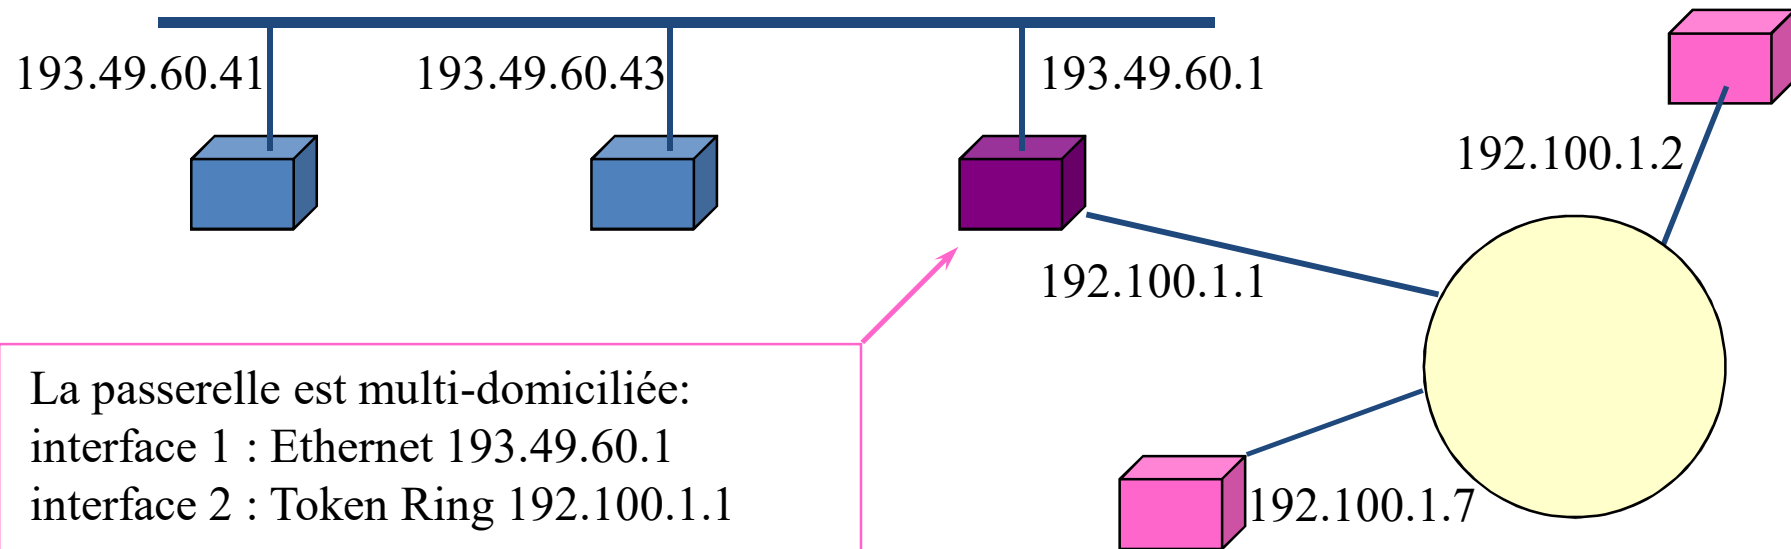 193.49.60.41
193.49.60.43
193.49.60.1
192.100.1.2
192.100.1.1
La passerelle est multi-domiciliée:
interface 1 : Ethernet 193.49.60.1
interface 2 : Token Ring 192.100.1.1
192.100.1.7